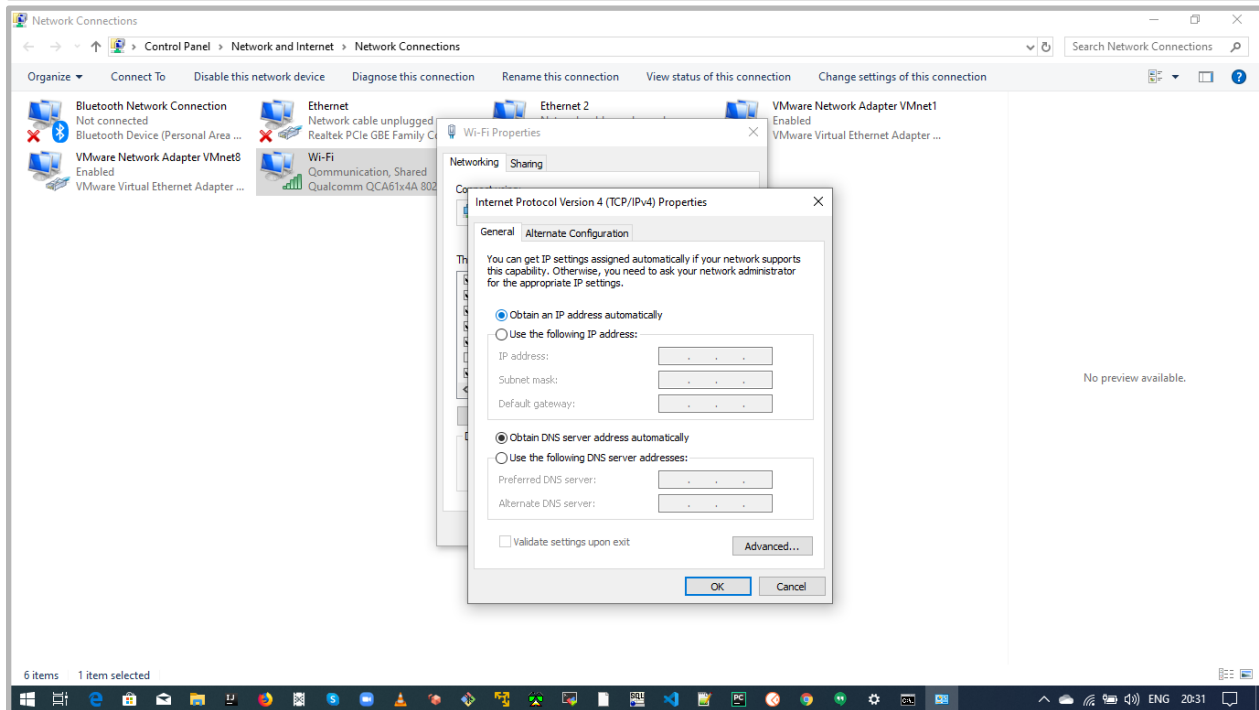 Network Connections
Control Panel > Network and Internet > Network Connections
Search Network Connections
Organize
Connect To
Disable this network device
Diagnose this connection
Rename this connection
View status of this connection
Change settings of this connection
Bluetooth Network Connection
Not connected
Bluetooth Device (Personal Area ...
Ethernet
Network cable unplugged
Realtek PCIe GBE Family
Ethernet 2
VMware Network Adapter VMnet1
Enabled
VMware Virtual Ethernet Adapter ...
VMware Network Adapter VMnet8
Enabled
VMware Virtual Ethernet Adapter ...
Wi-Fi
Qommunication, Shared
Qualcomm QCA61x4A 802
Wi-Fi Properties
Networking
Sharing
Internet Protocol Version 4 (TCP/IPv4) Properties
General
Alternate Configuration
You can get IP settings assigned automatically if your network supports
this capability. Otherwise, you need to ask your network administrator
for the appropriate IP settings.
Obtain an IP address automatically
Use the following IP address:
IP address:
Subnet mask:
Default gateway:
Obtain DNS server address automatically
Use the following DNS server addresses:
Preferred DNS server:
Alternate DNS server:
Validate settings upon exit
Advanced...
OK
Cancel
No preview available.
6 items
1 item selected
ENG
20:31